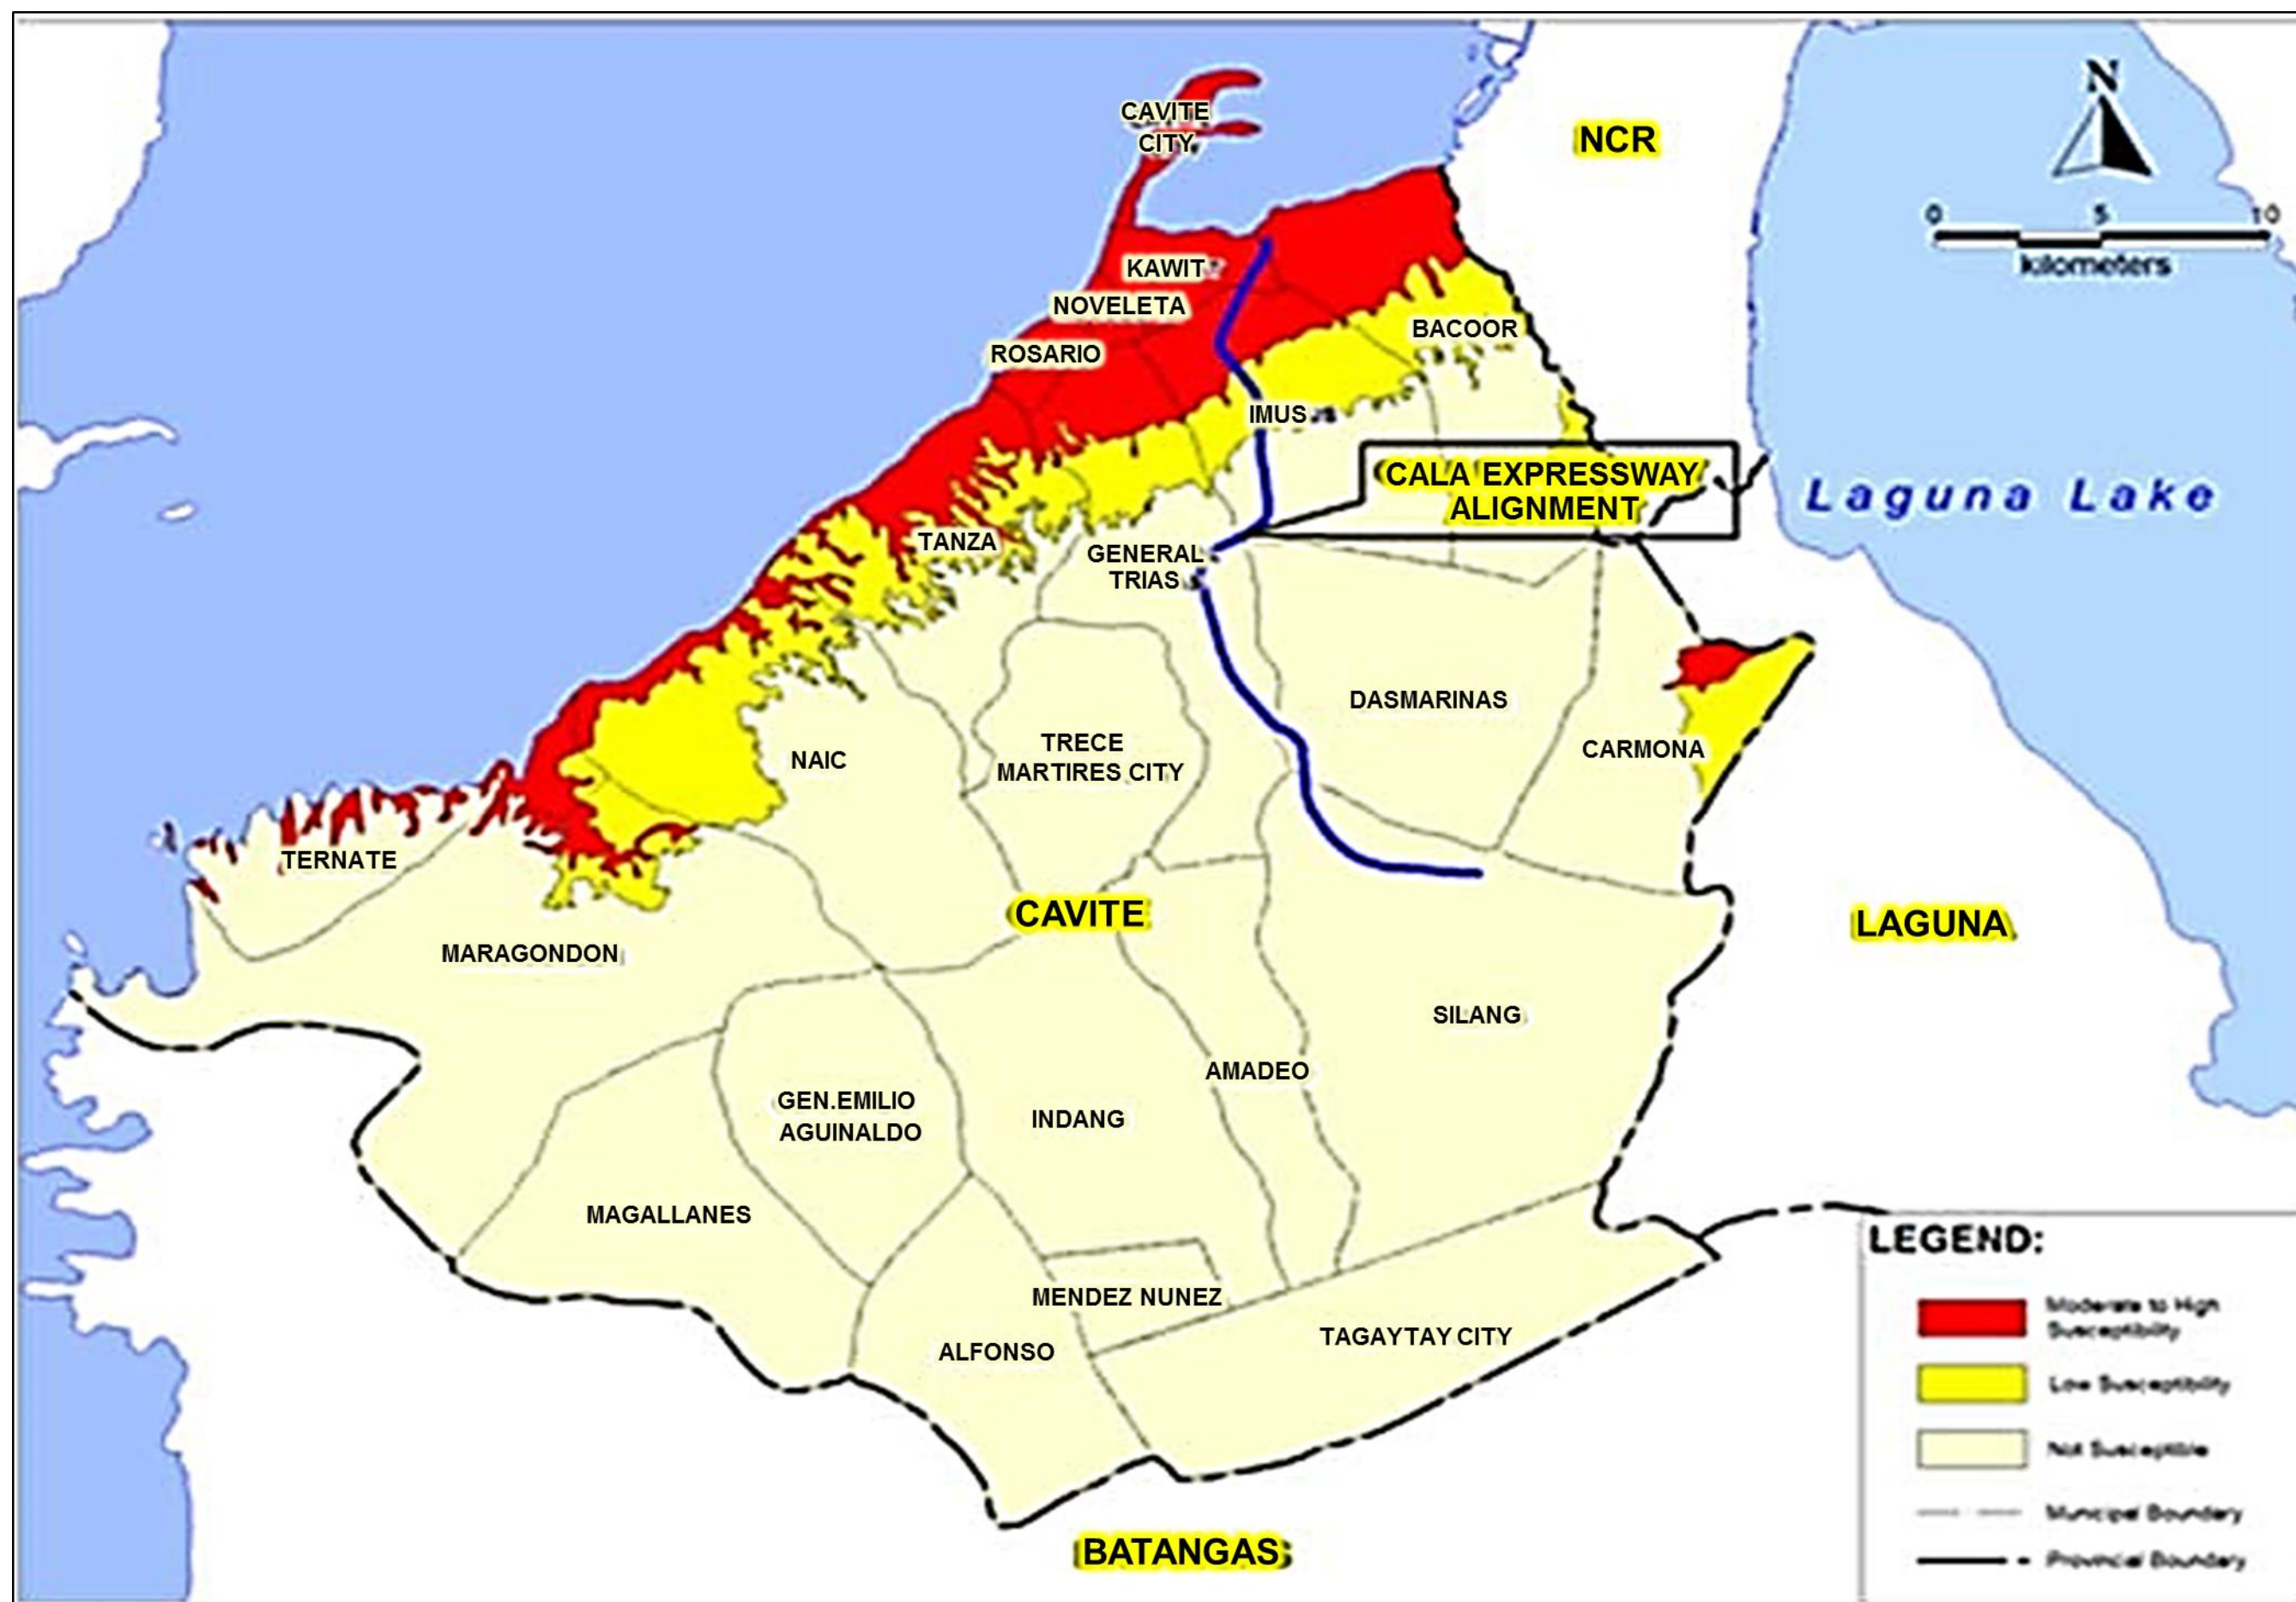 N
0 5 10
kilometers
NCR
CAVITE
CITY
KAWIT
NOVELETA
ROSARIO
BACOOR
IMUS
CALA EXPRESSWAY
ALIGNMENT
Laguna Lake
TANZA
GENERAL
TRIAS
DASMARINAS
CARMONA
NAIC
TRECE
MARTIRES CITY
TERNATE
CAVITE
LAGUNA
MARAGONDON
SILANG
AMADEO
GEN.EMILIO
AGUINALDO
INDANG
MAGALLANES
MENDEZ NUNEZ
TAGAYTAY CITY
ALFONSO
BATANGAS
LEGEND:
Moderate to High
Susceptibility
Low Susceptibility
Not Susceptible
Municipal Boundary
Provincial Boundary